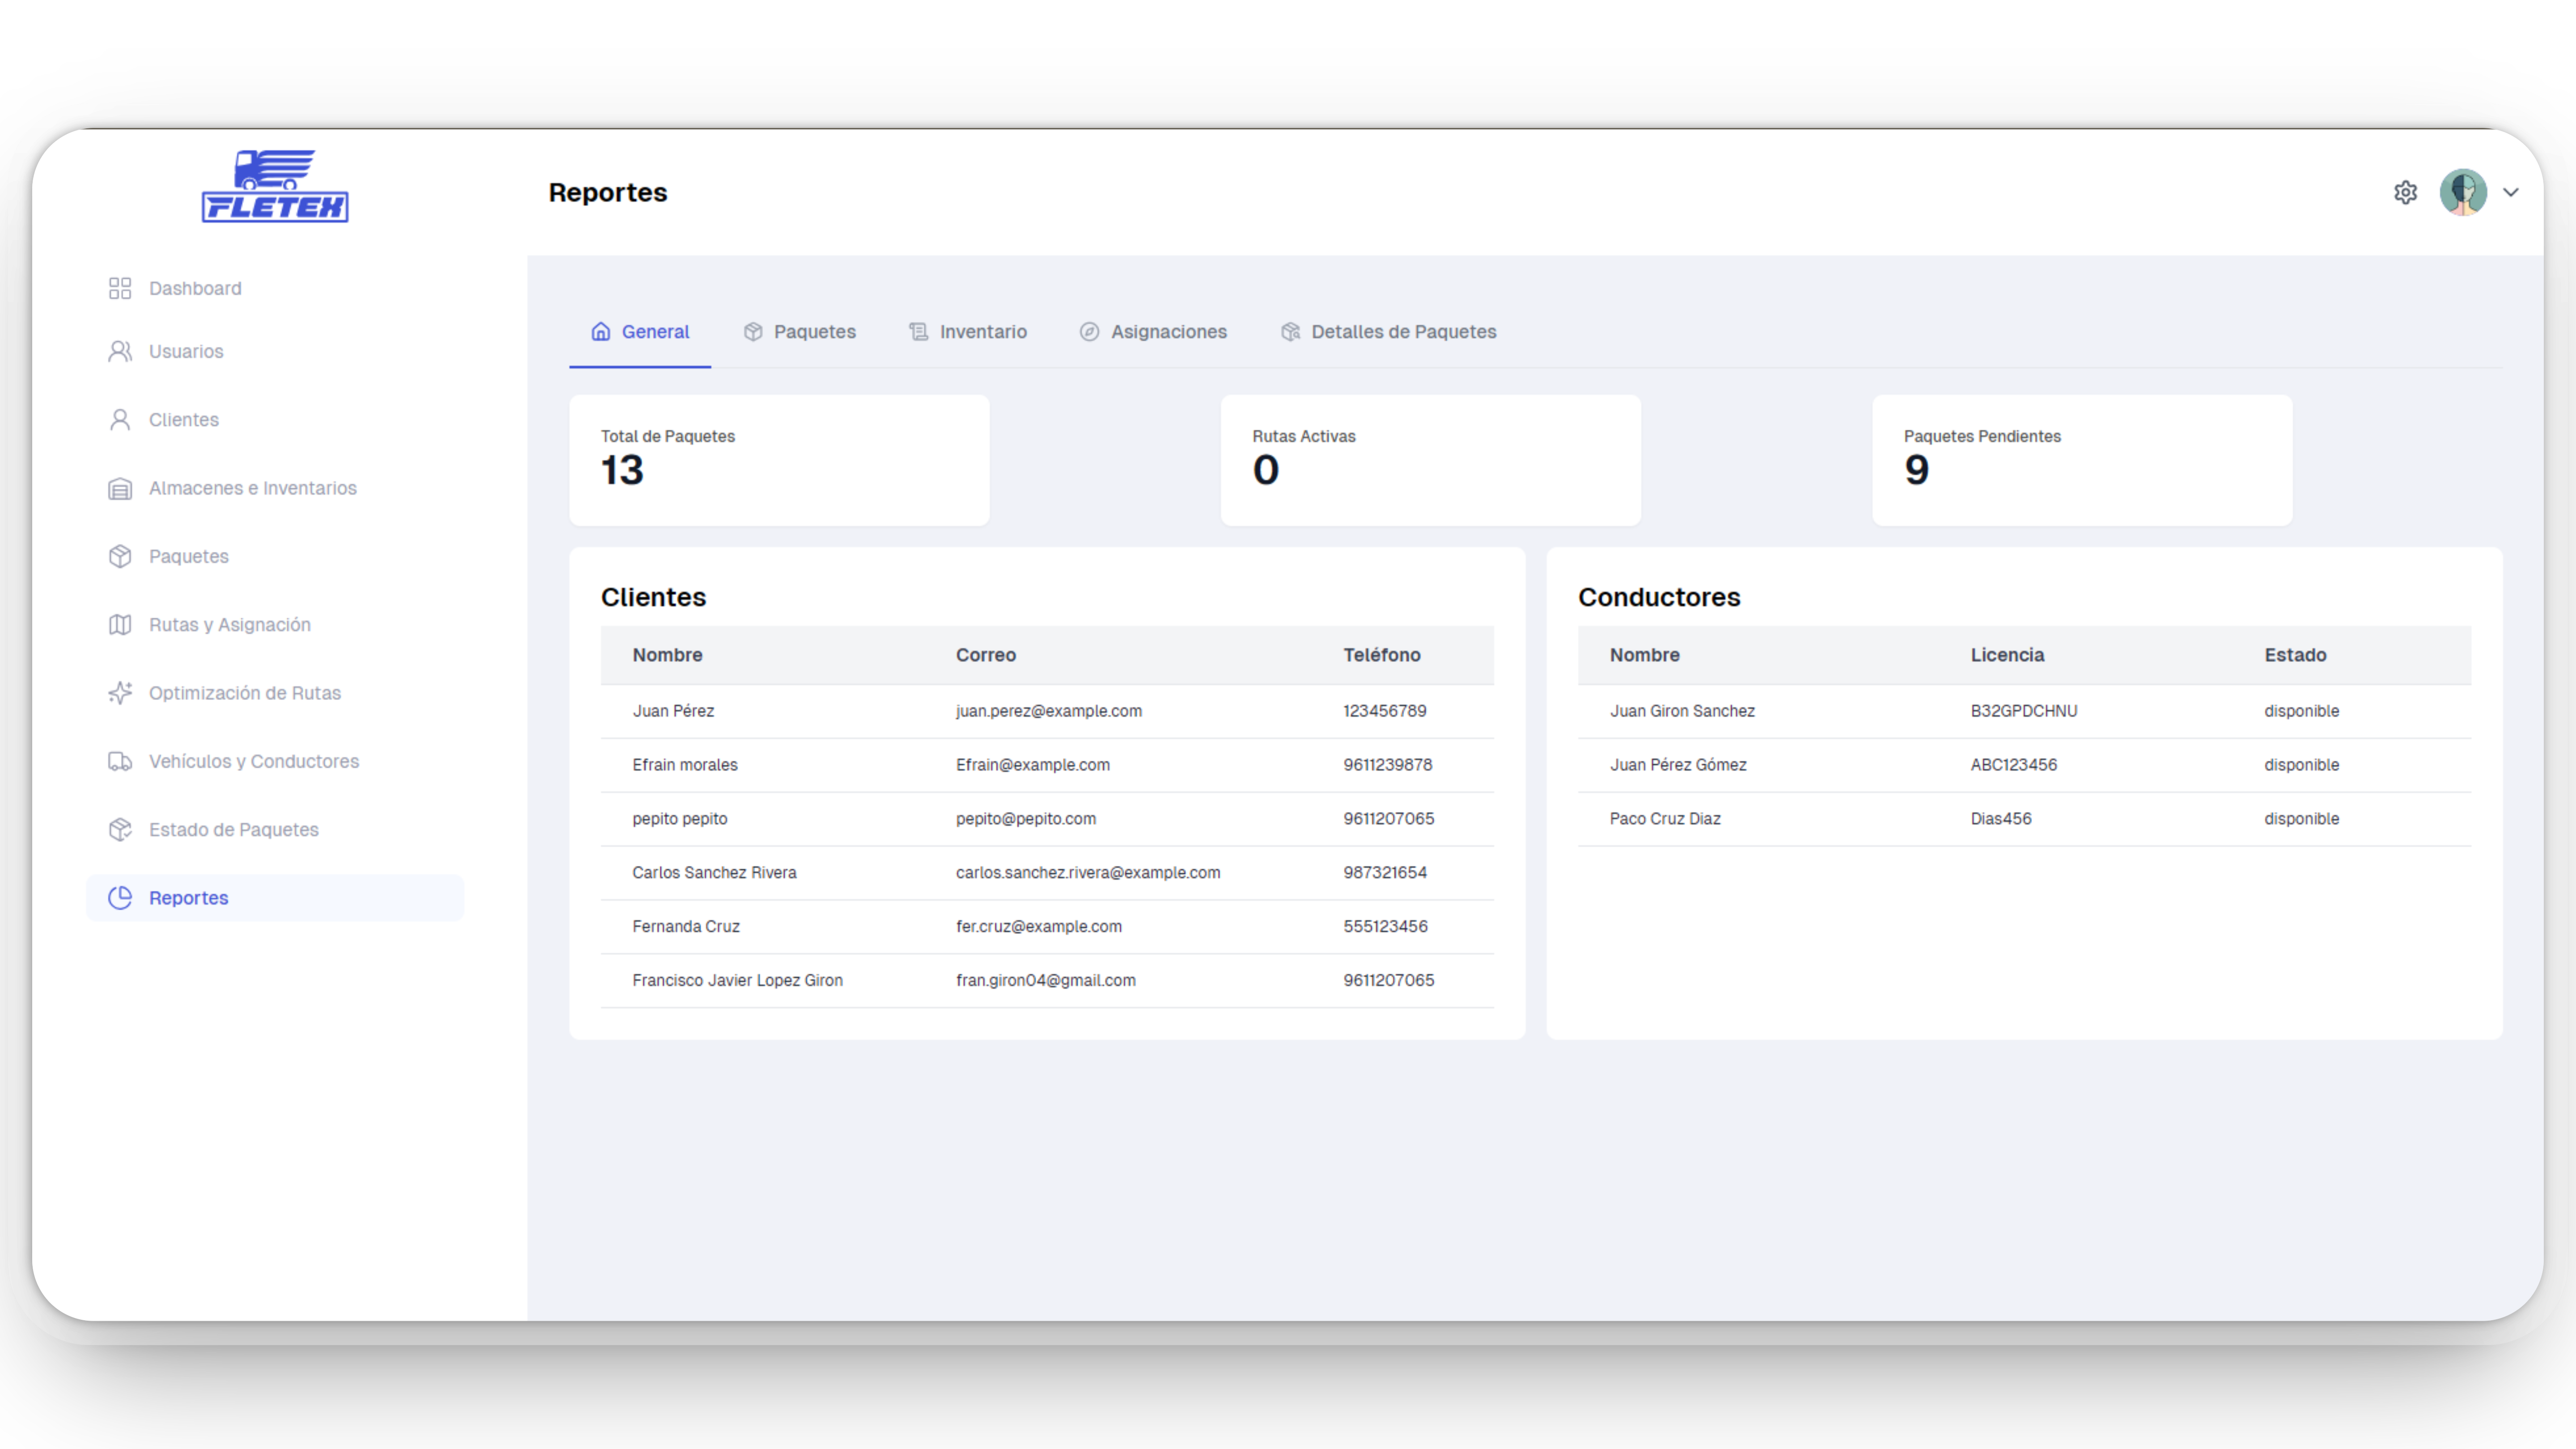 FLETEX
Reportes
Dashboard
Usuarios
Clientes
Almacenes e Inventarios
Paquetes
Rutas y Asignación
Optimización de Rutas
Vehículos y Conductores
Estado de Paquetes
Reportes
General Paquetes Inventario Asignaciones Detalles de Paquetes
Total de Paquetes
13
Rutas Activas
0
Paquetes Pendientes
9
Clientes
Nombre Correo Teléfono
Juan Pérez juan.perez@example.com 123456789
Efrain morales Efrain@example.com 9611239878
pepito pepito pepito@pepito.com 9611207065
Carlos Sanchez Rivera carlos.sanchez.rivera@example.com 987321654
Fernanda Cruz fer.cruz@example.com 555123456
Francisco Javier Lopez Giron fran.giron04@gmail.com 9611207065
Conductores
Nombre Licencia Estado
Juan Giron Sanchez B32GPDCHNU disponible
Juan Pérez Gómez ABC123456 disponible
Paco Cruz Diaz Dias456 disponible